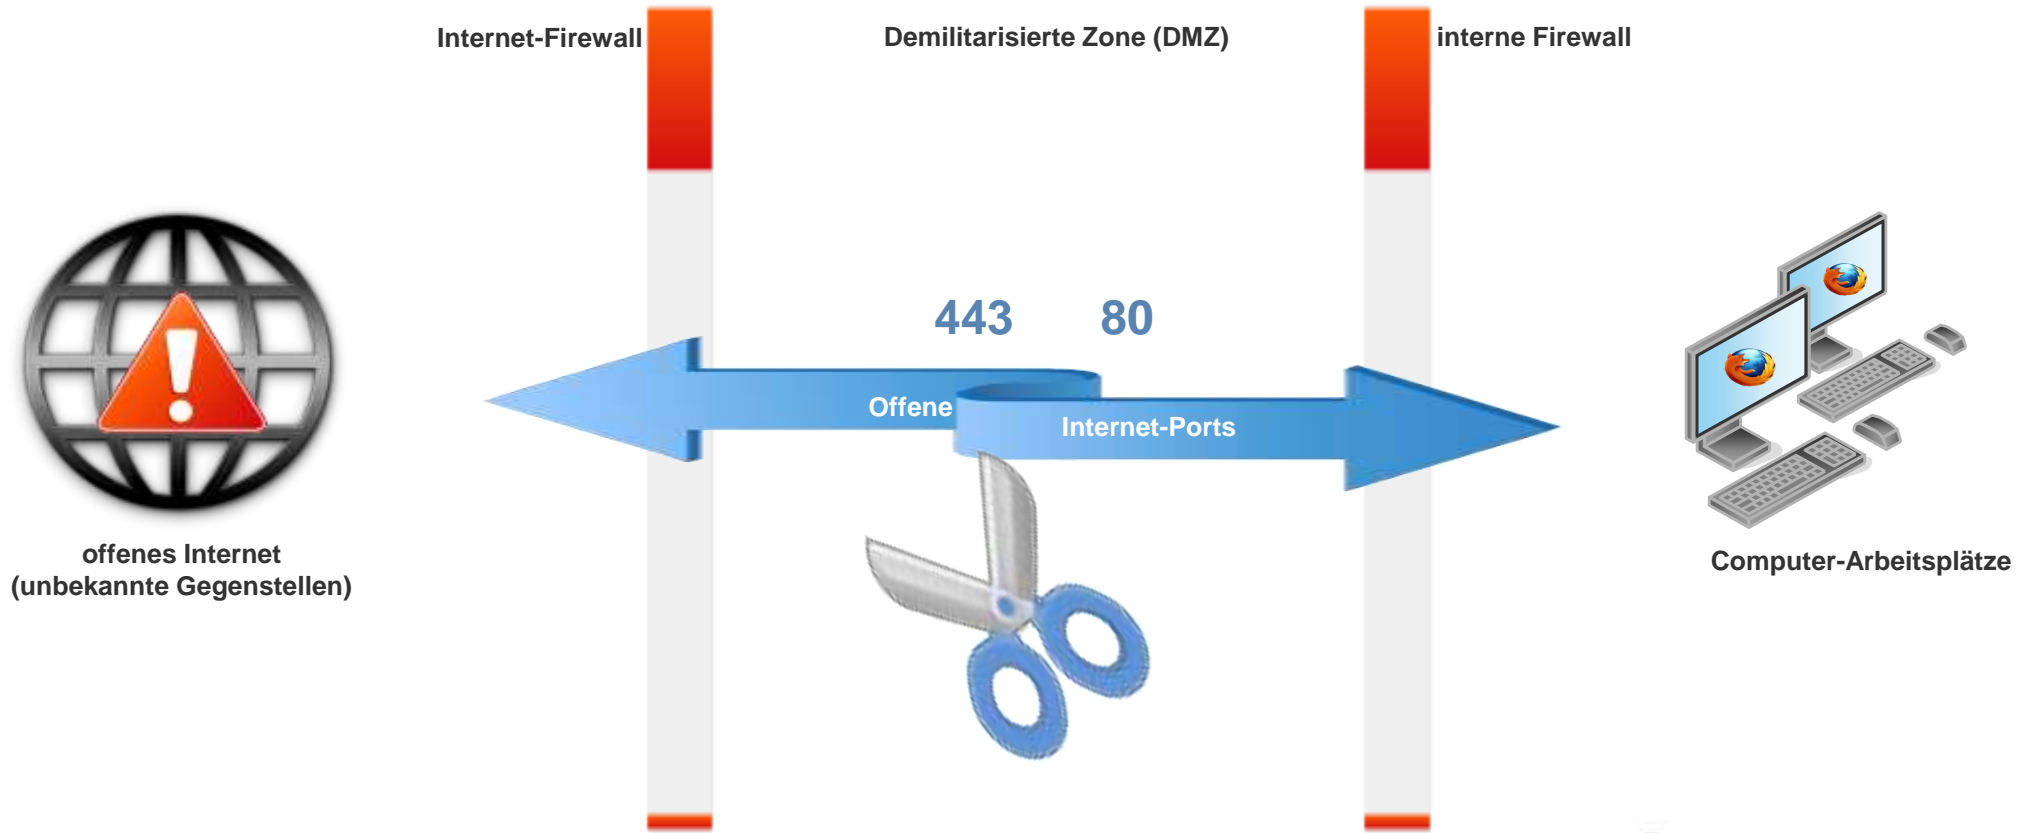 Internet-Firewall
Demilitarisierte Zone (DMZ)
interne Firewall
443
80
Offene
Internet-Ports
offenes Internet
(unbekannte Gegenstellen)
Computer-Arbeitsplätze